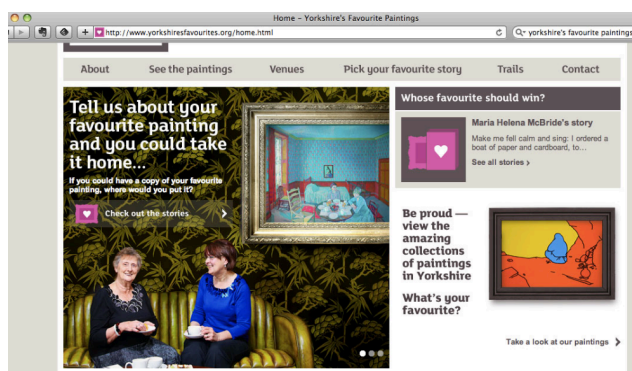 Home – Yorkshire's Favourite Paintings
http://www.yorkshiresfavourites.org/home.html
yorkshire's favourite paintings
About See the paintings Venues Pick your favourite story Trails Contact
Tell us about your
favourite painting
and you could take
it home...
If you could have a copy of your favourite
painting, where would you put it?
Check out the stories
Whose favourite should win?
Maria Helena McBride's story
Make me fell calm and sing: I ordered a
boat of paper and cardboard, to…
See all stories ›
Be proud —
view the
amazing
collections
of paintings
in Yorkshire
What's your
favourite?
Take a look at our paintings